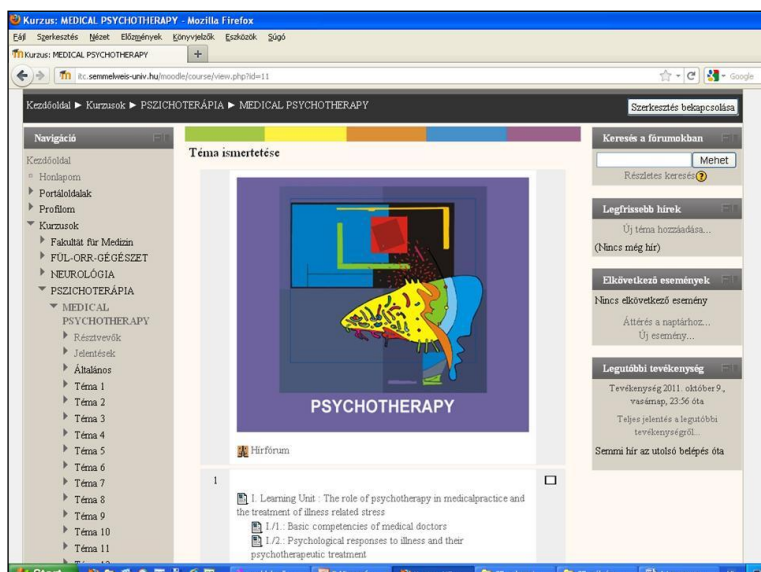 Kurzus: MEDICAL PSYCHOTHERAPY - Mozilla Firefox
Fájl Szerkesztés Nézet Előzmények Könyvjelzők Eszközök Súgó
Kurzus: MEDICAL PSYCHOTHERAPY +
itc.semmelweis-univ.hu/moodle/course/view.php?id=11
Google
Kezdőoldal ► Kurzusok ► PSZICHOTERÁPIA ► MEDICAL PSYCHOTHERAPY
Szerkesztés bekapcsolása
Navigáció
Kezdőoldal
Honlapom
Portáloldalak
Profilom
Kurzusok
Fakultät für Medizin
FÜL-ORR-GÉGÉSZET
NEUROLÓGIA
PSZICHOTERÁPIA
MEDICAL
PSYCHOTHERAPY
Résztvevők
Jelentések
Általános
Téma 1
Téma 2
Téma 3
Téma 4
Téma 5
Téma 6
Téma 7
Téma 8
Téma 9
Téma 10
Téma 11
Téma ismertetése
PSYCHOTHERAPY
Hírfórum
1
I. Learning Unit : The role of psychotherapy in medicalpractice and
the treatment of illness related stress
I./1.: Basic competencies of medical doctors
I./2.: Psychological responses to illness and their
psychotherapeutic treatment
Keresés a fórumokban
Mehet
Részletes keresés
Legfrissebb hírek
Új téma hozzáadása...
(Nincs még hír)
Elkövetkező események
Nincs elkövetkező esemény
Áttérés a naptárhoz...
Új esemény...
Legutóbbi tevékenység
Tevékenység 2011. október 9.,
vasárnap, 23:56 óta
Teljes jelentés a legutóbbi
tevékenységről...
Semmi hír az utolsó belépés óta